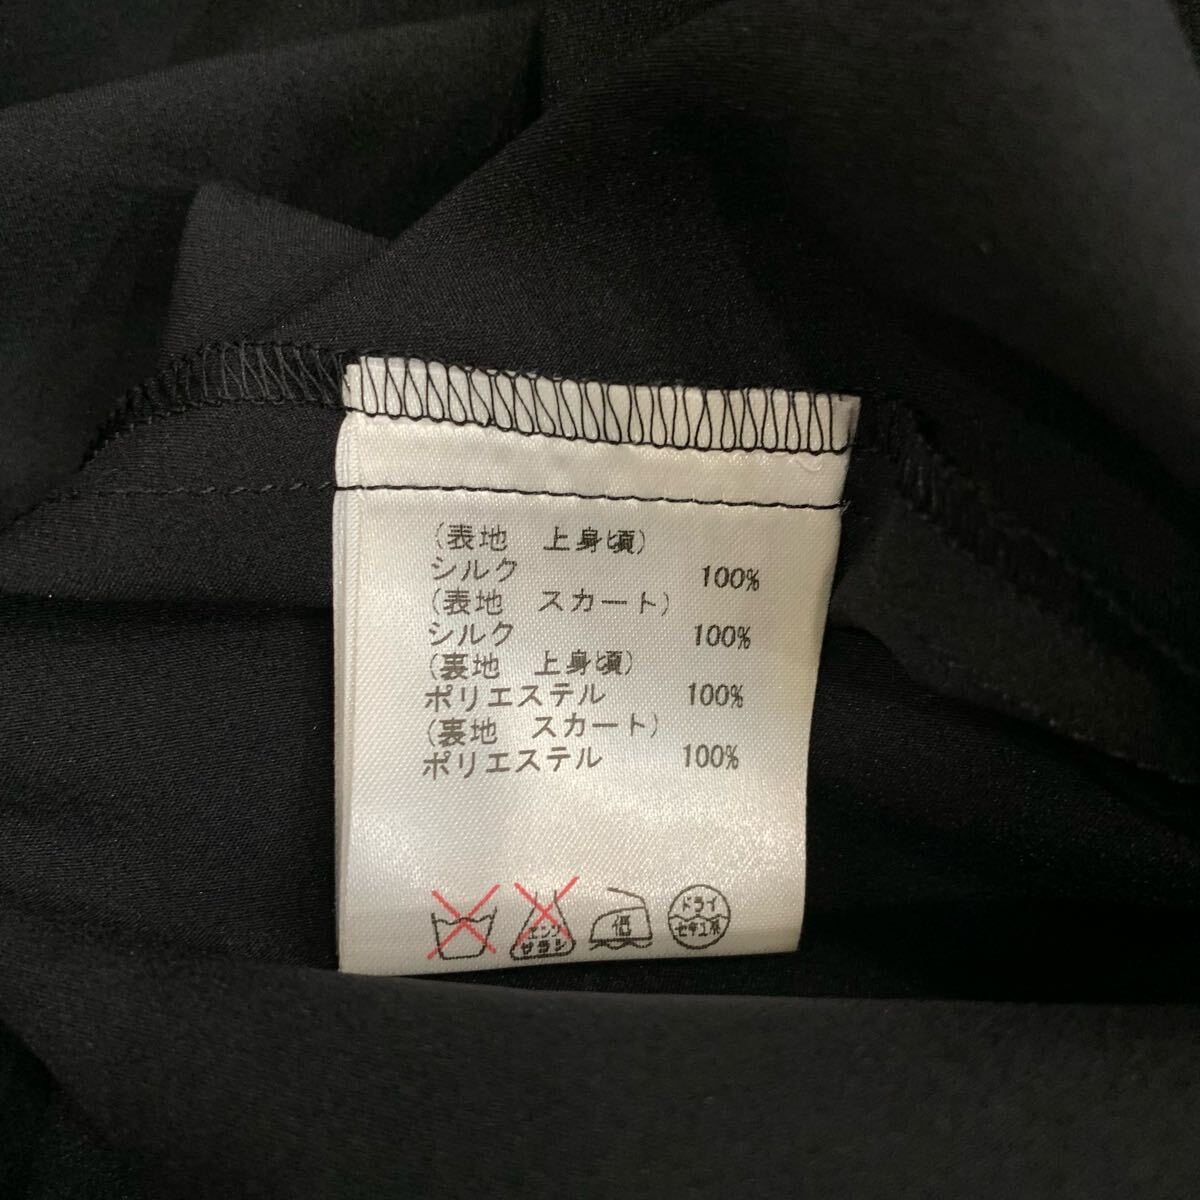 (表地　上身頃)
シルク 100%
(表地　スカート)
シルク 100%
(裏地　上身頃)
ポリエステル 100%
(裏地　スカート)
ポリエステル 100%
エンソ サラシ 低 ドライ セキユ系